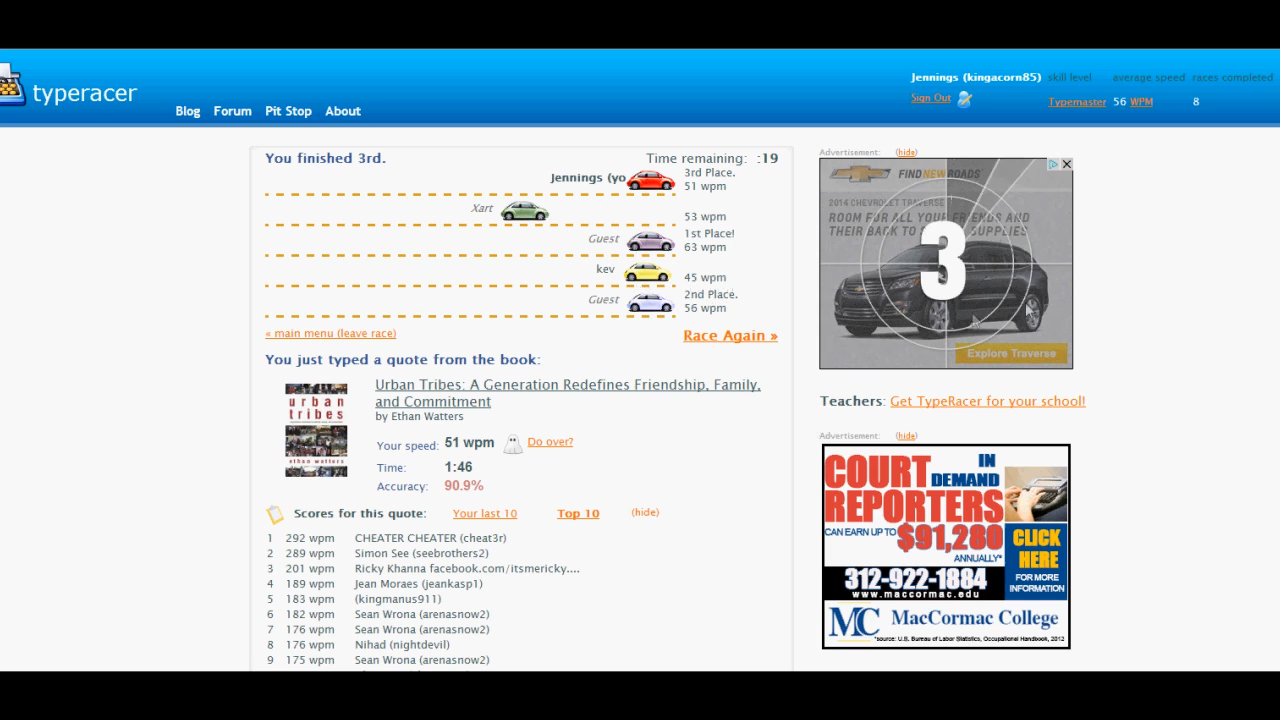 typeracer
Blog Forum Pit Stop About
Jennings (kingacorn85) skill level average speed races completed
Sign Out Typemaster 56 WPM 8
You finished 3rd.
Time remaining: :19
Jennings (yo
3rd Place.
51 wpm
Xart
53 wpm
Guest
1st Place!
63 wpm
kev
45 wpm
Guest
2nd Place.
56 wpm
« main menu (leave race)
Race Again »
You just typed a quote from the book:
urban
tribes
ethan watters
Urban Tribes: A Generation Redefines Friendship, Family,
and Commitment
by Ethan Watters
Your speed: 51 wpm Do over?
Time: 1:46
Accuracy: 90.9%
Scores for this quote: Your last 10 Top 10 (hide)
1 292 wpm CHEATER CHEATER (cheat3r)
2 289 wpm Simon See (seebrothers2)
3 201 wpm Ricky Khanna facebook.com/itsmericky....
4 189 wpm Jean Moraes (jeankasp1)
5 183 wpm (kingmanus911)
6 182 wpm Sean Wrona (arenasnow2)
7 176 wpm Sean Wrona (arenasnow2)
8 176 wpm Nihad (nightdevil)
9 175 wpm Sean Wrona (arenasnow2)
Advertisement: (hide)
FIND NEW ROADS
2014 CHEVROLET TRAVERSE
ROOM FOR ALL YOUR FRIENDS AND
THEIR BACK TO SCHOOL SUPPLIES
3
Explore Traverse
Teachers: Get TypeRacer for your school!
Advertisement: (hide)
COURT
REPORTERS
IN
DEMAND
CAN EARN UP TO $91,280
ANNUALLY*
312-922-1884
www.maccormac.edu
CLICK
HERE
FOR MORE
INFORMATION
MC MacCormac College
*source: U.S. Bureau of Labor Statistics, Occupational Handbook, 2012